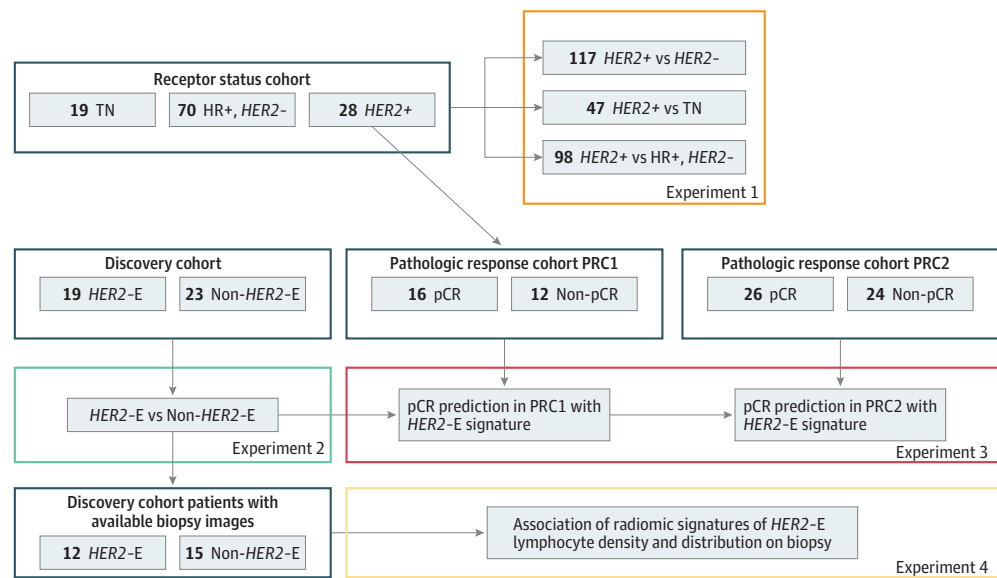 Receptor status cohort
19 TN
70 HR+, HER2-
28 HER2+
117 HER2+ vs HER2-
47 HER2+ vs TN
98 HER2+ vs HR+, HER2-
Experiment 1
Discovery cohort
19 HER2-E
23 Non-HER2-E
Pathologic response cohort PRC1
16 pCR
12 Non-pCR
Pathologic response cohort PRC2
26 pCR
24 Non-pCR
HER2-E vs Non-HER2-E
Experiment 2
pCR prediction in PRC1 with
HER2-E signature
pCR prediction in PRC2 with
HER2-E signature
Experiment 3
Discovery cohort patients with
available biopsy images
12 HER2-E
15 Non-HER2-E
Association of radiomic signatures of HER2-E
lymphocyte density and distribution on biopsy
Experiment 4